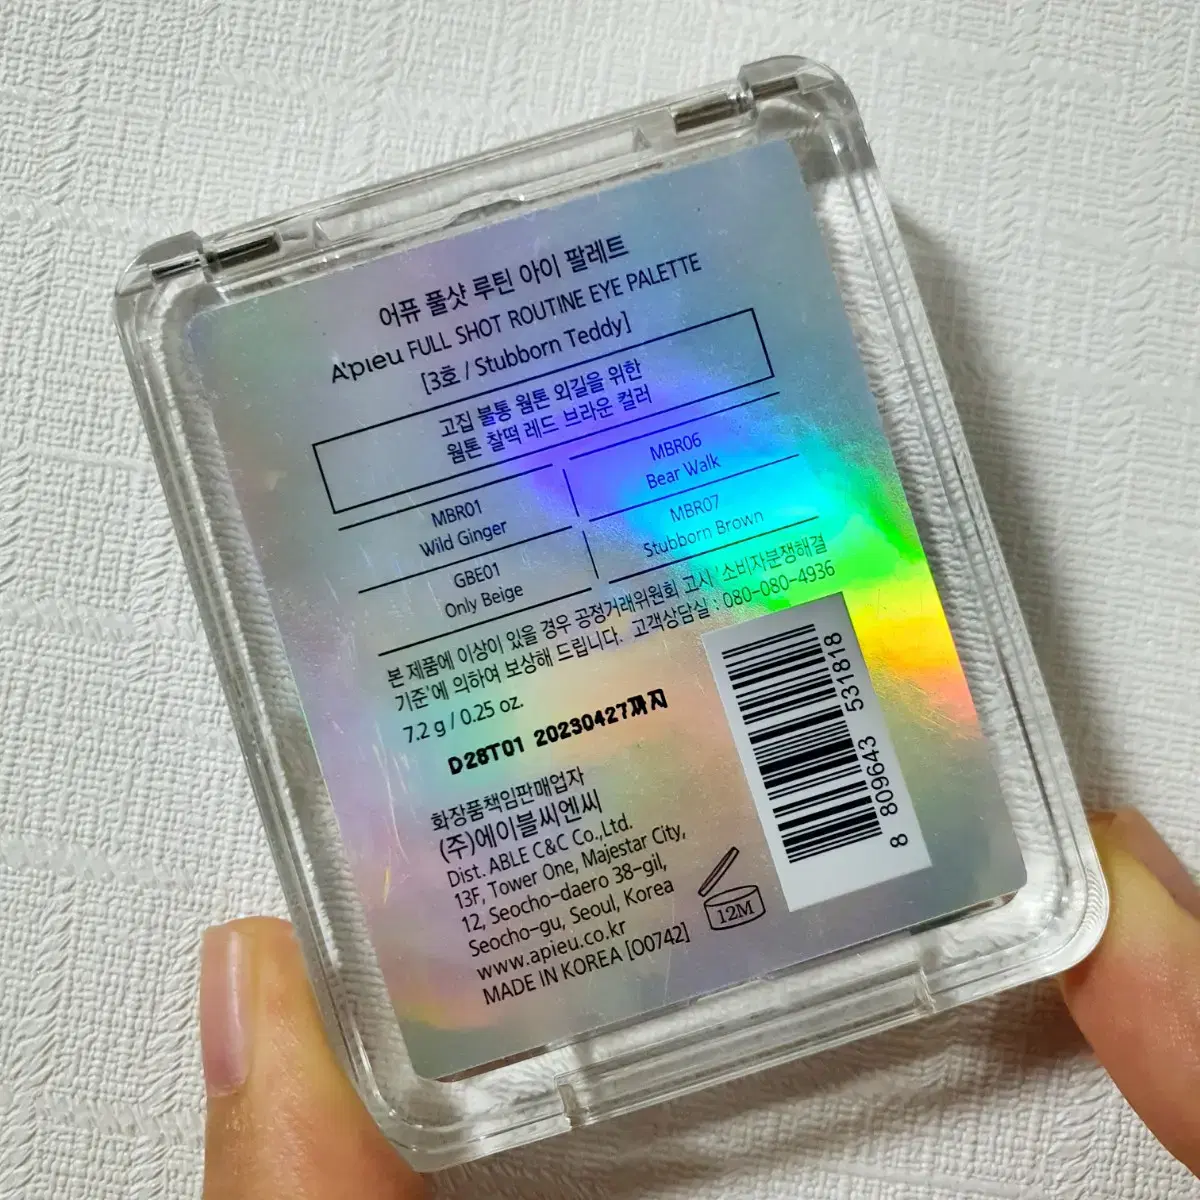 어퓨 풀샷 루틴 아이 팔레트
A'pieu FULL SHOT ROUTINE EYE PALETTE
[3호 / Stubborn Teddy]
고집 불통 웜톤 외길을 위한
웜톤 찰떡 레드 브라운 컬러
MBR01
Wild Ginger
MBR06
Bear Walk
GBE01
Only Beige
MBR07
Stubborn Brown
본 제품에 이상이 있을 경우 공정거래위원회 고시 '소비자분쟁해결
기준'에 의하여 보상해 드립니다. 고객상담실 : 080-080-4936
7.2 g / 0.25 oz.
D28T01 20230427까지
화장품책임판매업자
(주)에이블씨엔씨
Dist. ABLE C&C Co.,Ltd.
13F, Tower One, Majestar City,
12, Seocho-daero 38-gil,
Seocho-gu, Seoul, Korea
www.apieu.co.kr
MADE IN KOREA [00742]
12M
8 809643 531818